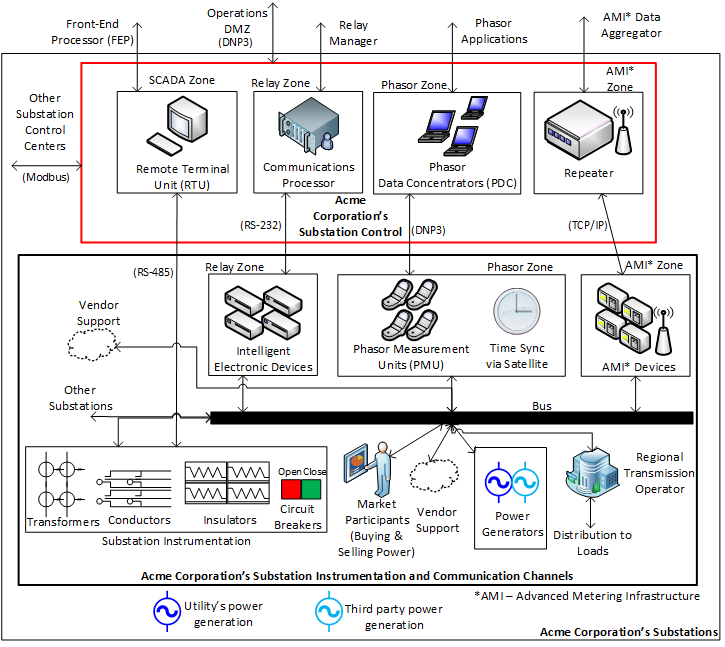 Front-End
Processor (FEP)
Operations
DMZ
(DNP3)
Relay
Manager
Phasor
Applications
AMI* Data
Aggregator
SCADA Zone
Relay Zone
Phasor Zone
AMI*
Zone
Other
Substation
Control
Centers
(Modbus)
Remote Terminal
Unit (RTU)
Communications
Processor
Phasor
Data Concentrators (PDC)
Repeater
Acme
Corporation's
Substation Control
(RS-232)
(DNP3)
(TCP/IP)
(RS-485)
Relay Zone
Phasor Zone
AMI* Zone
Vendor
Support
Intelligent
Electronic Devices
Phasor Measurement
Units (PMU)
Time Sync
via Satellite
AMI* Devices
Other
Substations
Bus
Transformers
Conductors
Insulators
Open Close
Circuit
Breakers
Substation Instrumentation
Market
Participants
(Buying &
Selling Power)
Vendor
Support
Power
Generators
Regional
Transmission
Operator
Distribution to
Loads
Acme Corporation's Substation Instrumentation and Communication Channels
*AMI – Advanced Metering Infrastructure
Utility's power
generation
Third party power
generation
Acme Corporation's Substations